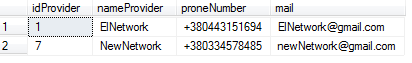 idProvider nameProvider proneNumber mail
1 1 ElNetwork +380443151694 ElNetwork@gmail.com
2 7 NewNetwork +380334578485 newNetwork@gmail.com